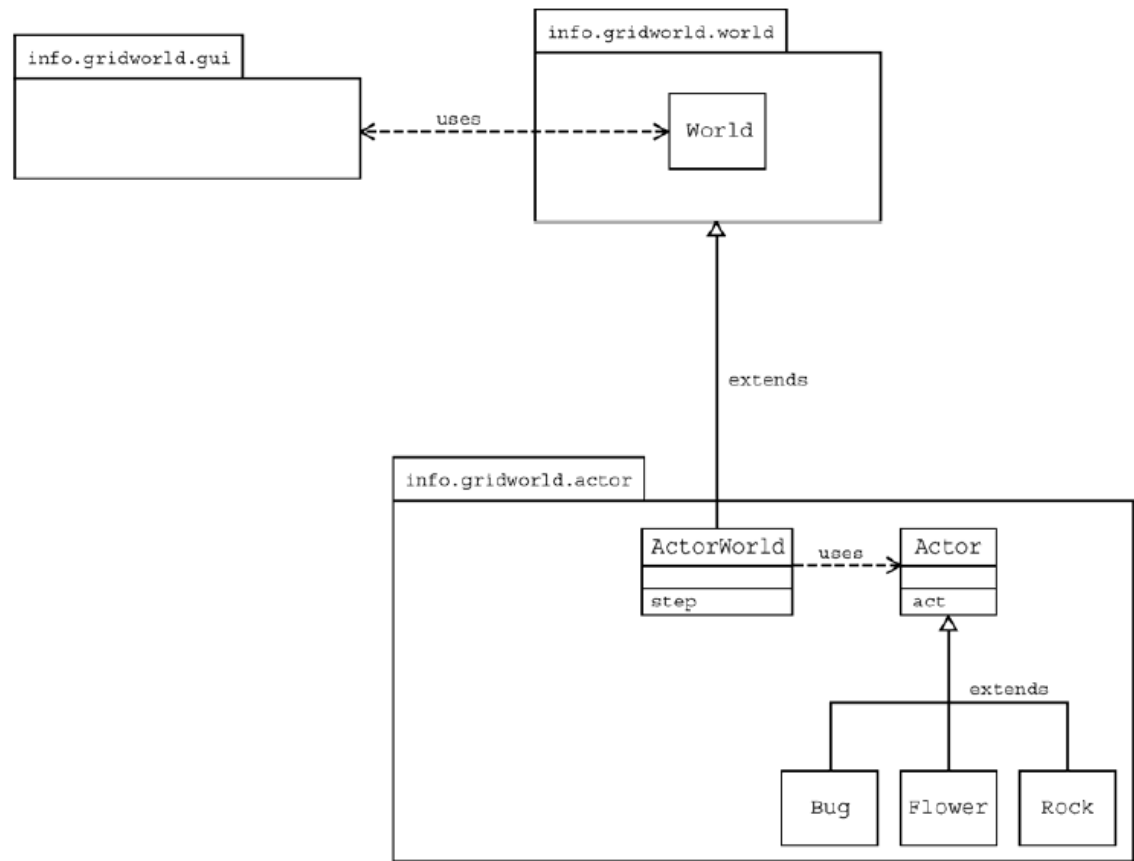 info.gridworld.world
info.gridworld.gui
uses
World
extends
info.gridworld.actor
ActorWorld
uses
Actor
step
act
extends
Bug
Flower
Rock